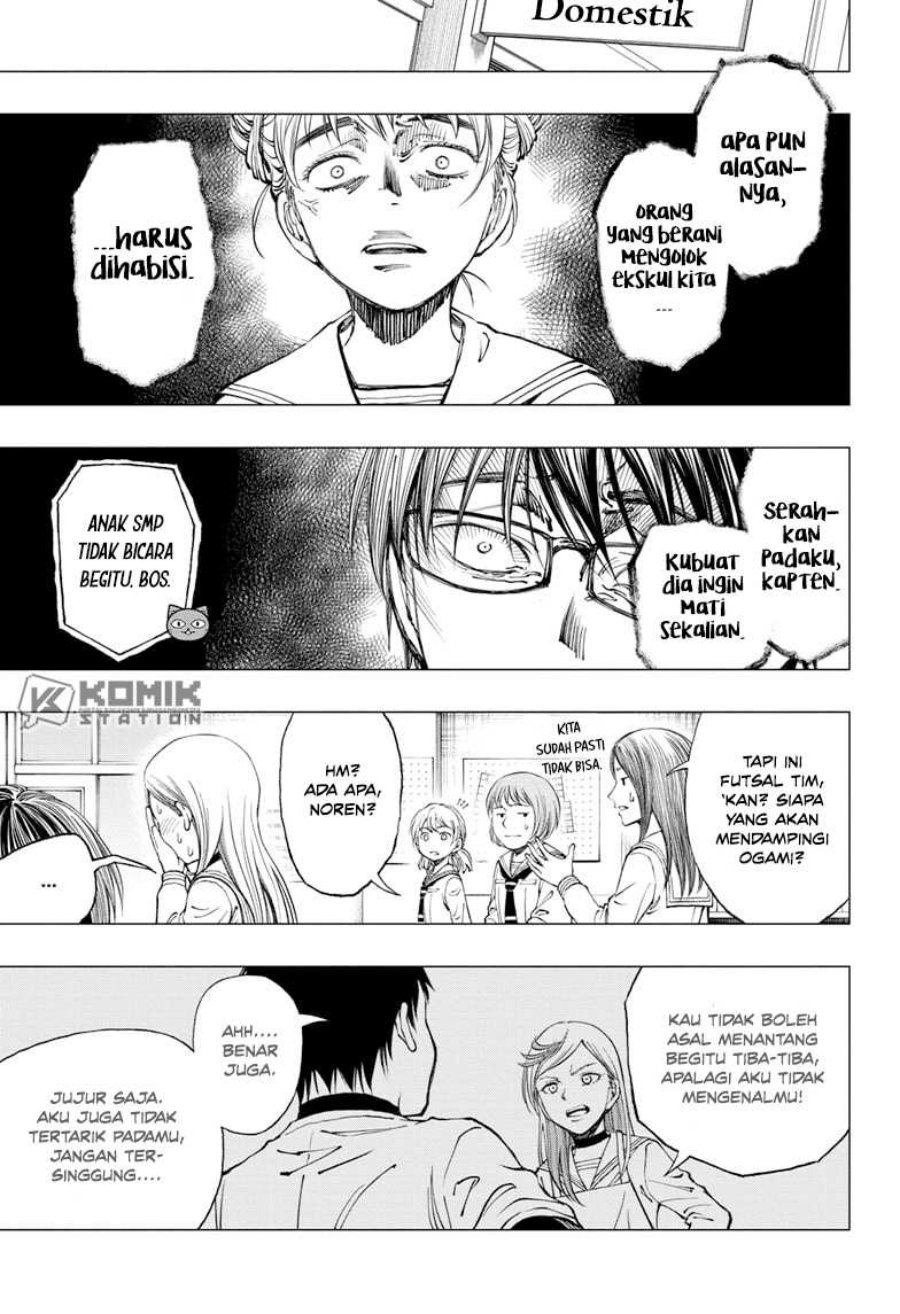 Domestik
APA PUN
ALASAN-
NYA,
ORANG
YANG BERANI
MENGOLOK
EKSKUL KITA
...
...HARUS
DIHABISI.
SERAH-
KAN
PADAKU,
KAPTEN.
KUBUAT
DIA INGIN
MATI
SEKALIAN.
ANAK SMP
TIDAK BICARA
BEGITU, BOS.
KOMIK
STATION
TAPI INI
FUTSAL TIM,
'KAN? SIAPA
YANG AKAN
MENDAMPINGI
OGAMI?
KITA
SUDAH PASTI
TIDAK BISA.
HM?
ADA APA,
NOREN?
...
KAU TIDAK BOLEH
ASAL MENANTANG
BEGITU TIBA-TIBA,
APALAGI AKU TIDAK
MENGENALMU!
AHH....
BENAR
JUGA.
JUJUR SAJA.
AKU JUGA TIDAK
TERTARIK PADAMU,
JANGAN TER-
SINGGUNG....